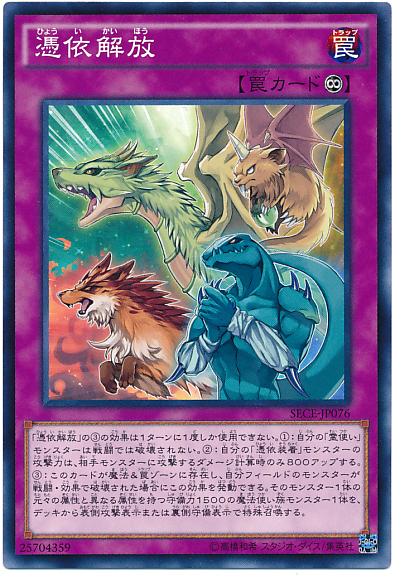 憑依解放
ひょう い かい ほう
トラップ
罠
【罠カード∞】
トラップ
SECE-JP076
「憑依解放」の③の効果は1ターンに1度しか使用できない。①：自分の「霊使い」
モンスターは戦闘では破壊されない。②：自分の「憑依装着」モンスターの
攻撃力は、相手モンスターに攻撃するダメージ計算時のみ800アップする。
③：このカードが魔法&罠ゾーンに存在し、自分フィールドのモンスターが
戦闘・効果で破壊された場合にこの効果を発動できる。そのモンスター1体の
元々の属性と異なる属性を持つ守備力1500の魔法使い族モンスター1体を、
デッキから表側攻撃表示または裏側守備表示で特殊召喚する。
25704359
©高橋和希 スタジオ・ダイス/集英社